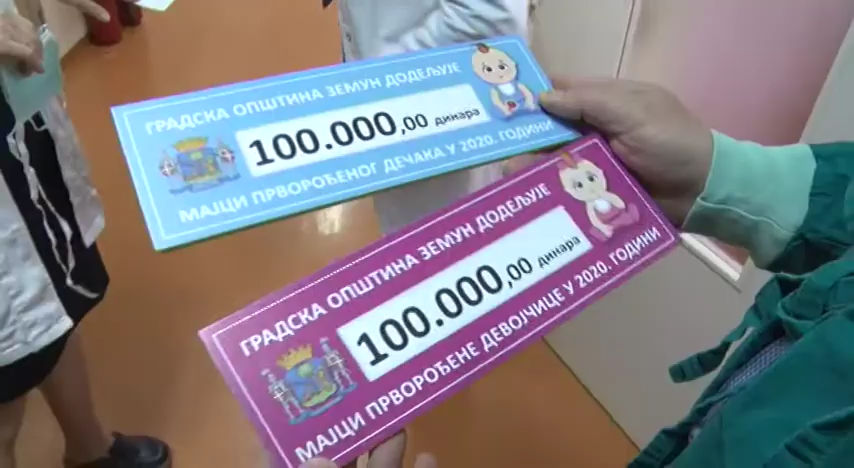 ГРАДСКА ОПШТИНА ЗЕМУН ДОДЕЉУЈЕ
100.000,00 динара
МАЈЦИ ПРВОРОЂЕНОГ ДЕЧАКА У 2020. ГОДИНИ
ГРАДСКА ОПШТИНА ЗЕМУН ДОДЕЉУЈЕ
100.000,00 динара
МАЈЦИ ПРВОРОЂЕНЕ ДЕВОЈЧИЦЕ У 2020. ГОДИНИ